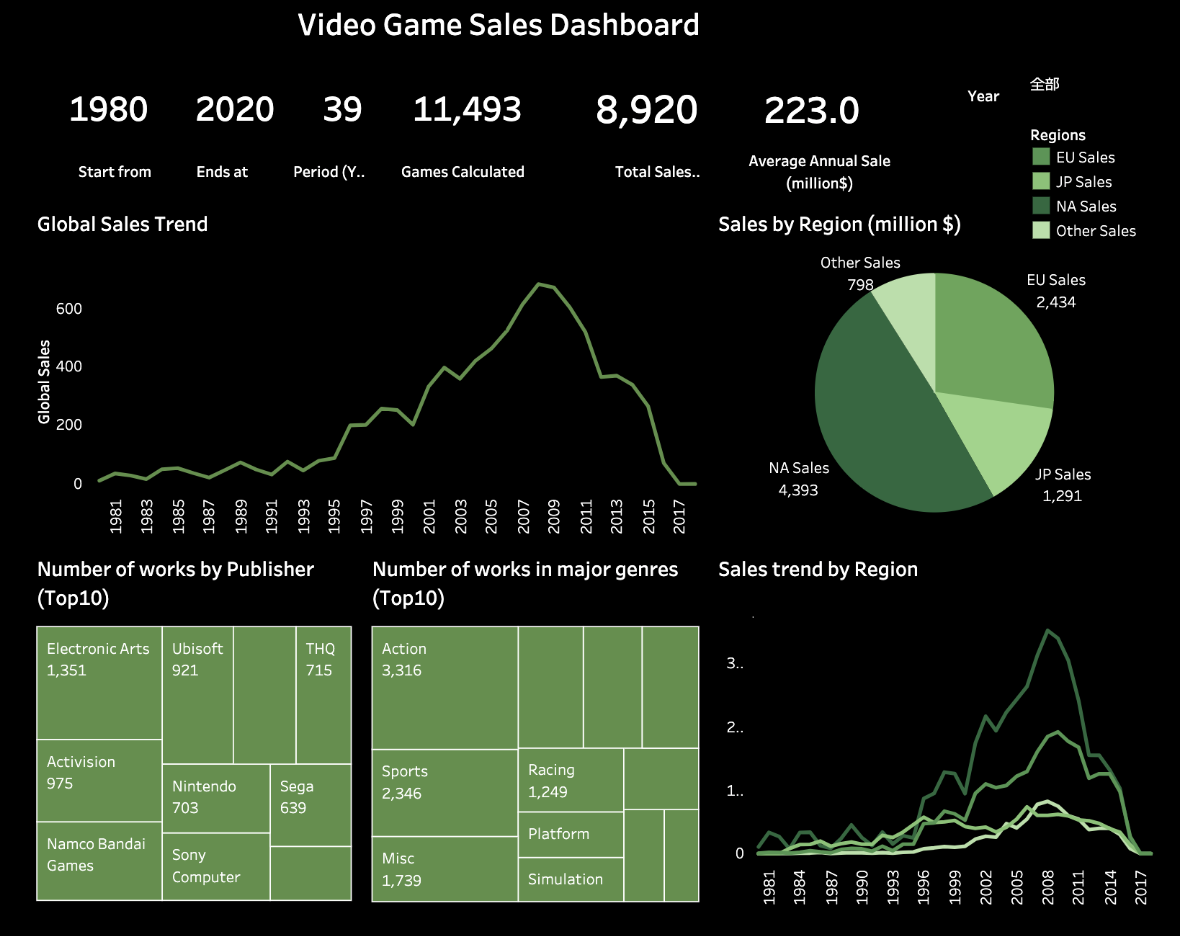 Video Game Sales Dashboard
1980
2020
39
11,493
8,920
223.0
Start from
Ends at
Period (Y..
Games Calculated
Total Sales..
Average Annual Sale
(million$)
Year
全部
Regions
EU Sales
JP Sales
NA Sales
Other Sales
Global Sales Trend
Global Sales
600
400
200
0
1981
1983
1985
1987
1989
1991
1993
1995
1997
1999
2001
2003
2005
2007
2009
2011
2013
2015
2017
Sales by Region (million $)
Other Sales
798
EU Sales
2,434
NA Sales
4,393
JP Sales
1,291
Number of works by Publisher
(Top10)
Electronic Arts
1,351
Ubisoft
921
THQ
715
Activision
975
Nintendo
703
Sega
639
Namco Bandai
Games
Sony
Computer
Number of works in major genres
(Top10)
Action
3,316
Sports
2,346
Racing
1,249
Platform
Misc
1,739
Simulation
Sales trend by Region
3..
2..
1..
0
1981
1984
1987
1990
1993
1996
1999
2002
2005
2008
2011
2014
2017